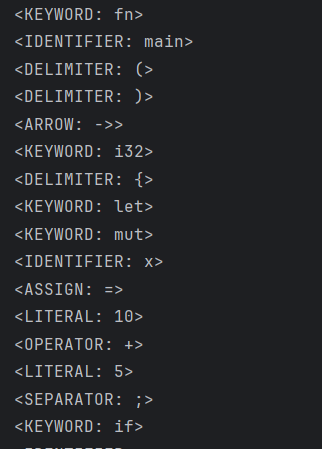 <KEYWORD: fn>
<IDENTIFIER: main>
<DELIMITER: (>
<DELIMITER: )>
<ARROW: ->>
<KEYWORD: i32>
<DELIMITER: {>
<KEYWORD: let>
<KEYWORD: mut>
<IDENTIFIER: x>
<ASSIGN: =>
<LITERAL: 10>
<OPERATOR: +>
<LITERAL: 5>
<SEPARATOR: ;>
<KEYWORD: if>